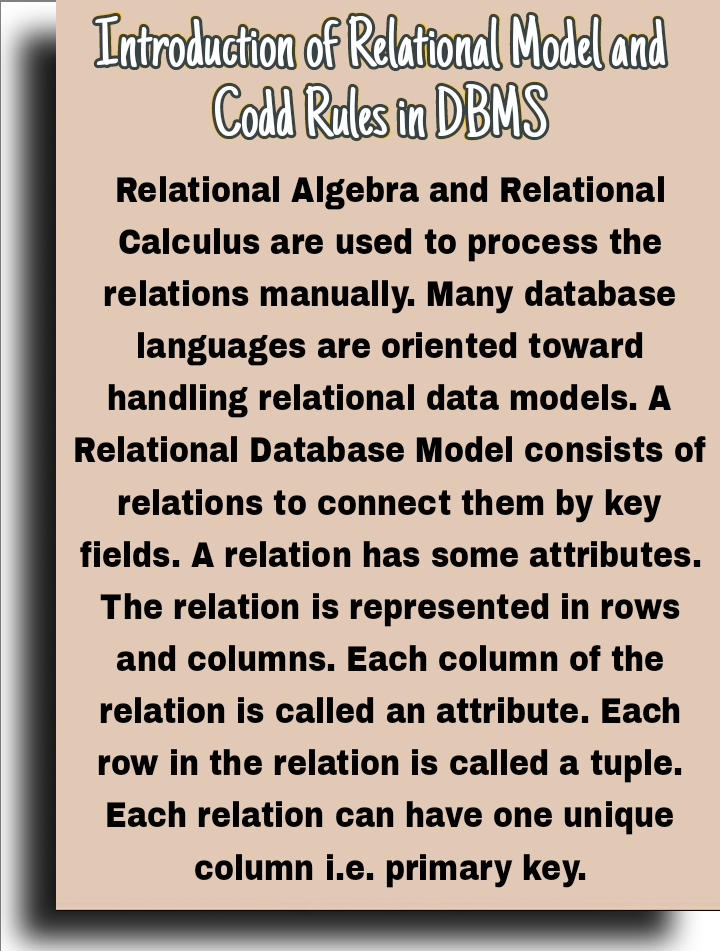 Introduction of Relational Model and
Codd Rules in DBMS
Relational Algebra and Relational
Calculus are used to process the
relations manually. Many database
languages are oriented toward
handling relational data models. A
Relational Database Model consists of
relations to connect them by key
fields. A relation has some attributes.
The relation is represented in rows
and columns. Each column of the
relation is called an attribute. Each
row in the relation is called a tuple.
Each relation can have one unique
column i.e. primary key.